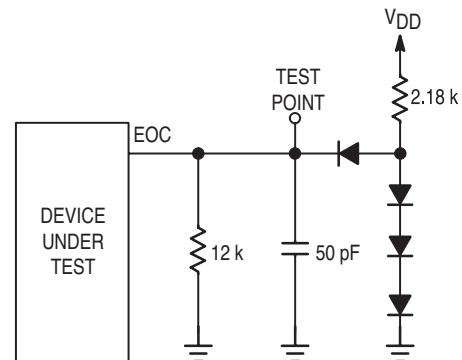 VDD
TEST
POINT
2.18 k
EOC
DEVICE
UNDER
TEST
12 k
50 pF